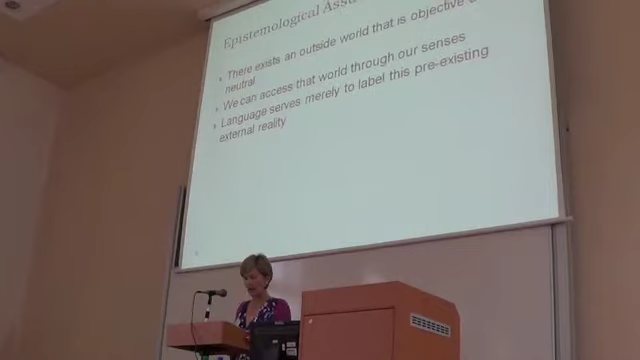 Epistemological
There exists an outside world that is objective
neutral
We can access that world through our senses
Language serves merely to label this pre-existing
external reality